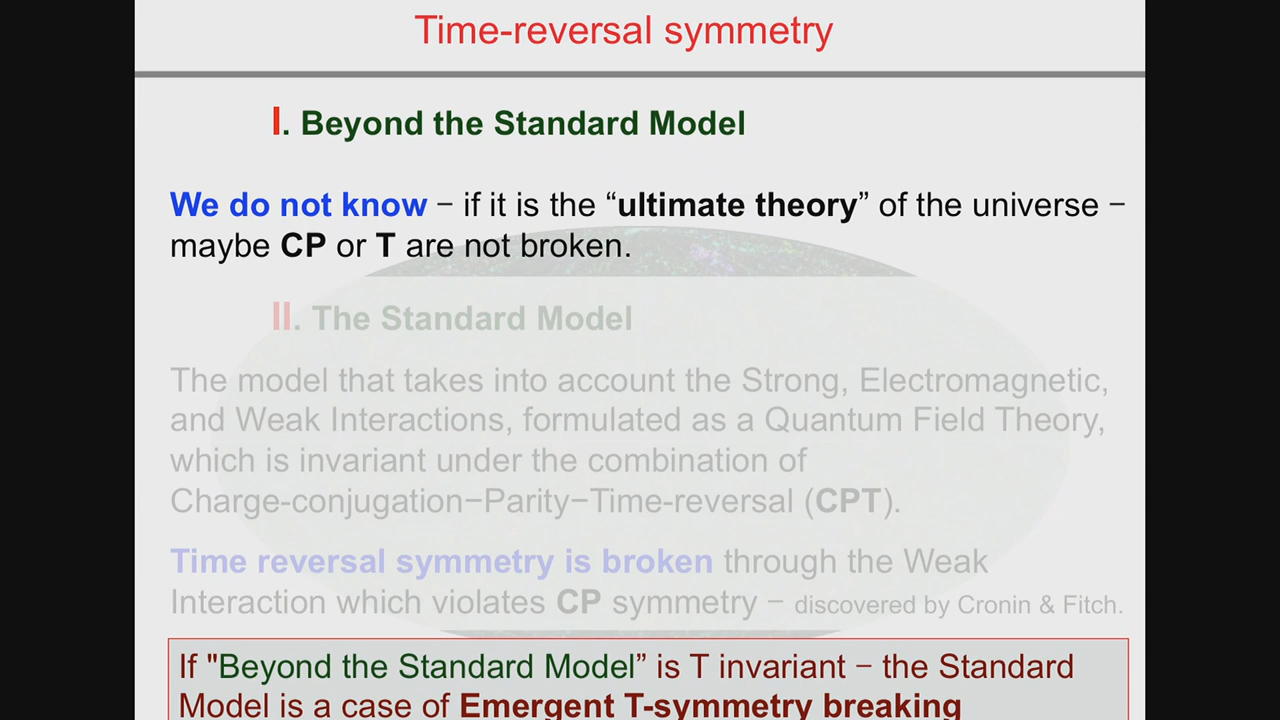 Time-reversal symmetry
I. Beyond the Standard Model
We do not know − if it is the “ultimate theory” of the universe −
maybe CP or T are not broken.
II. The Standard Model
The model that takes into account the Strong, Electromagnetic,
and Weak Interactions, formulated as a Quantum Field Theory,
which is invariant under the combination of
Charge-conjugation−Parity−Time-reversal (CPT).
Time reversal symmetry is broken through the Weak
Interaction which violates CP symmetry − discovered by Cronin & Fitch.
If "Beyond the Standard Model” is T invariant − the Standard
Model is a case of Emergent T-symmetry breaking